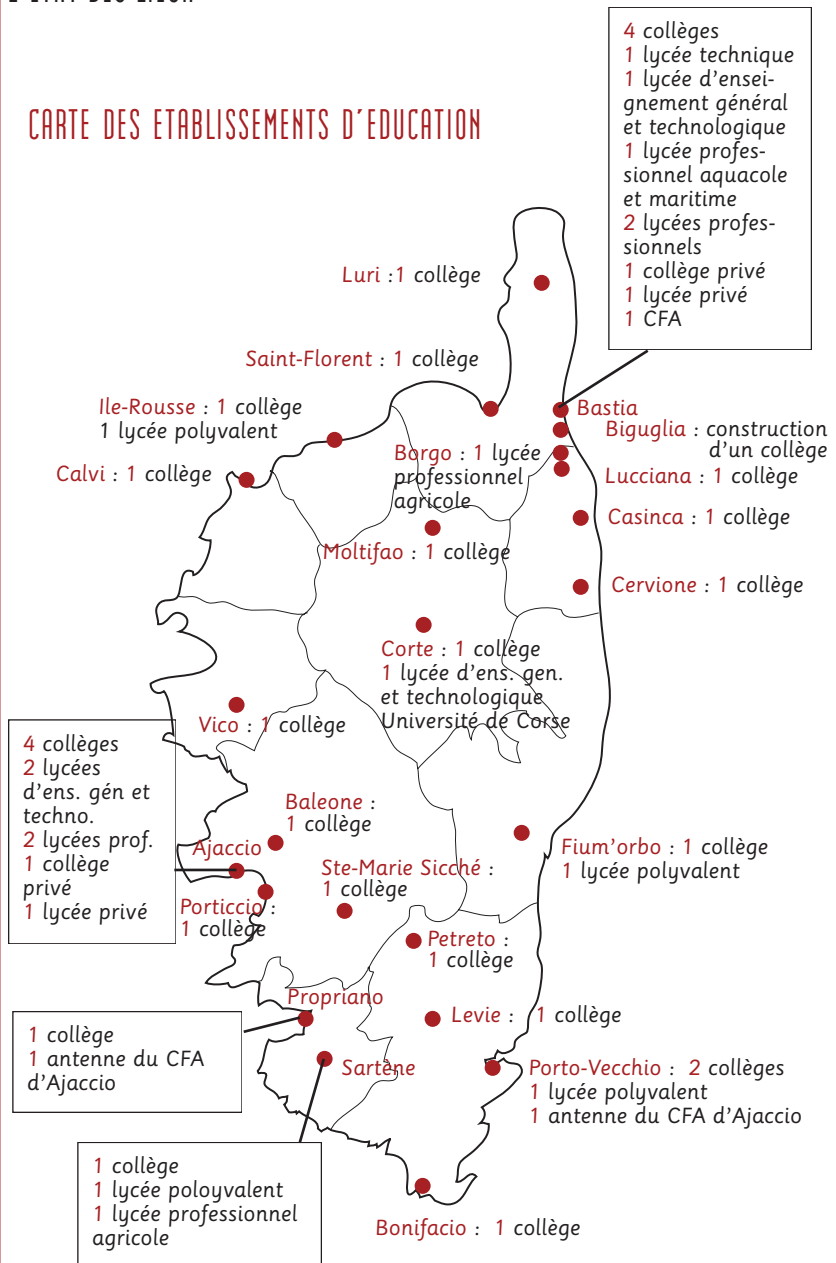 CARTE DES ETABLISSEMENTS D'EDUCATION
4 collèges
1 lycée technique
1 lycée d'ensei-
gnement général
et technologique
1 lycée profes-
sionnel aquacole
et maritime
2 lycées profes-
sionnels
1 collège privé
1 lycée privé
1 CFA
Luri :1 collège
Saint-Florent : 1 collège
Ile-Rousse : 1 collège
1 lycée polyvalent
Calvi : 1 collège
Bastia
Biguglia : construction
d'un collège
Borgo : 1 lycée
professionnel
agricole
Lucciana : 1 collège
Casinca : 1 collège
Moltifao : 1 collège
Cervione : 1 collège
Corte : 1 collège
1 lycée d'ens. gen.
et technologique
Université de Corse
Vico : 1 collège
4 collèges
2 lycées
d'ens. gén et
techno.
2 lycées prof.
1 collège
privé
1 lycée privé
Baleone :
1 collège
Ajaccio
Fium'orbo : 1 collège
1 lycée polyvalent
Ste-Marie Sicché :
1 collège
Porticcio :
1 collège
Petreto :
1 collège
Propriano
Levie : 1 collège
1 collège
1 antenne du CFA
d'Ajaccio
Sartène
Porto-Vecchio : 2 collèges
1 lycée polyvalent
1 antenne du CFA d'Ajaccio
1 collège
1 lycée poloyvalent
1 lycée professionnel
agricole
Bonifacio : 1 collège